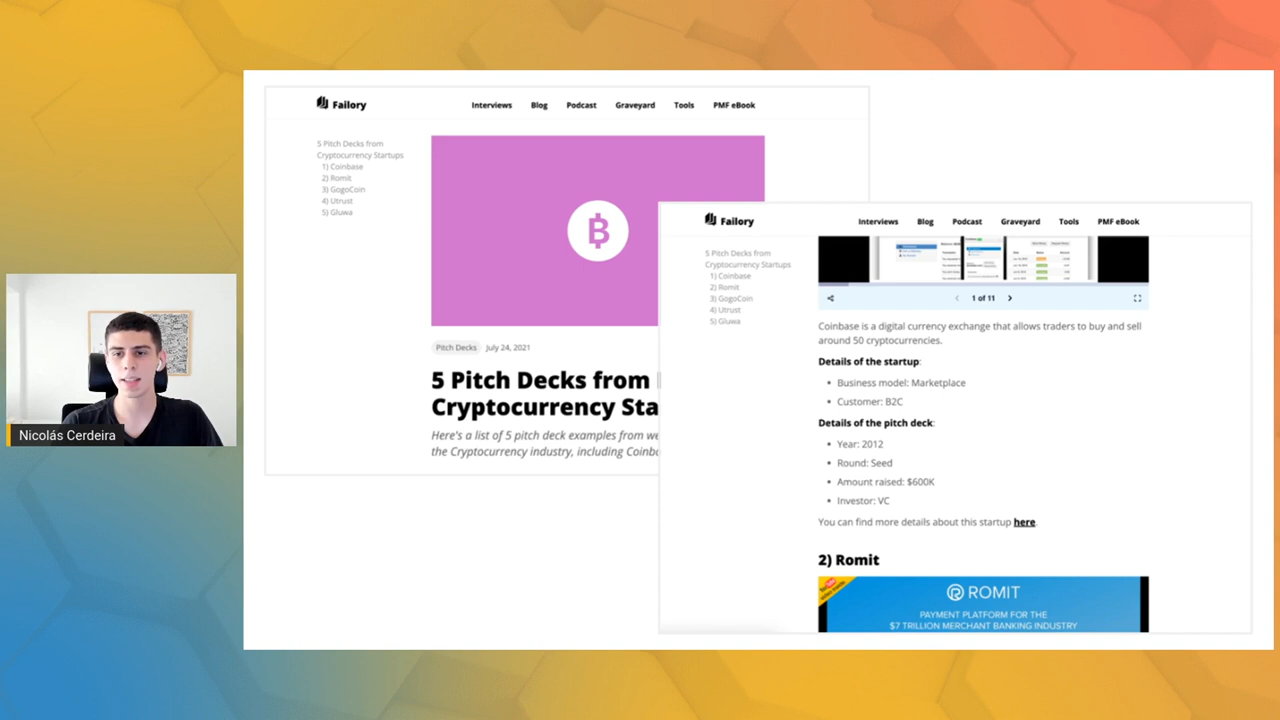 Failory
Interviews Blog Podcast Graveyard Tools PMF eBook
5 Pitch Decks from
Cryptocurrency Startups
1) Coinbase
2) Romit
3) GogoCoin
4) Utrust
5) Gluwa
Pitch Decks July 24, 2021
5 Pitch Decks from
Cryptocurrency Sta
Here's a list of 5 pitch deck examples from we
the Cryptocurrency industry, including Coinb
Failory
Interviews Blog Podcast Graveyard Tools PMF eBook
5 Pitch Decks from
Cryptocurrency Startups
1) Coinbase
2) Romit
3) GogoCoin
4) Utrust
5) Gluwa
1 of 11
Coinbase is a digital currency exchange that allows traders to buy and sell
around 50 cryptocurrencies.
Details of the startup:
• Business model: Marketplace
• Customer: B2C
Details of the pitch deck:
• Year: 2012
• Round: Seed
• Amount raised: $600K
• Investor: VC
You can find more details about this startup here.
2) Romit
ROMIT
PAYMENT PLATFORM FOR THE
$7 TRILLION MERCHANT BANKING INDUSTRY
Nicolás Cerdeira